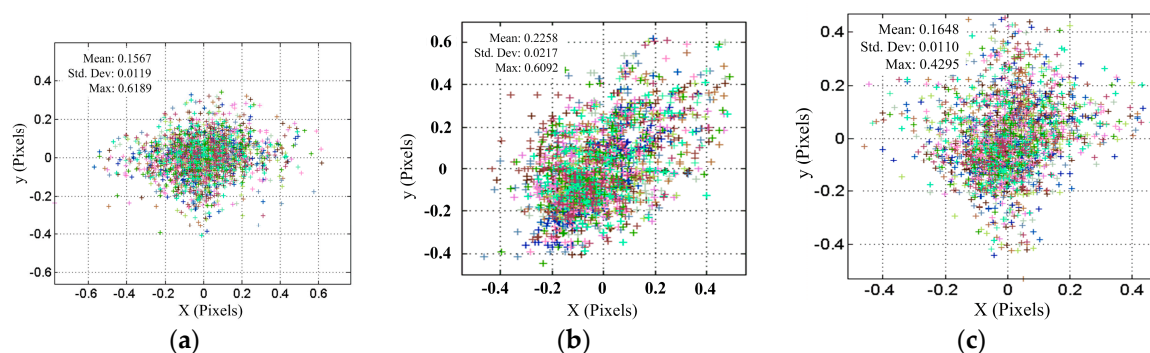 Mean: 0.1567
Std. Dev: 0.0119
Max: 0.6189
0.4
0.2
0
-0.2
-0.4
-0.6
y (Pixels)
-0.6 -0.4 -0.2 0 0.2 0.4 0.6
X (Pixels)
(a)
Mean: 0.2258
Std. Dev: 0.0217
Max: 0.6092
0.6
0.4
0.2
0
-0.2
-0.4
y (Pixels)
-0.4 -0.2 0 0.2 0.4
X (Pixels)
(b)
Mean: 0.1648
Std. Dev: 0.0110
Max: 0.4295
0.4
0.2
0
-0.2
-0.4
y (Pixels)
-0.4 -0.2 0 0.2 0.4
X (Pixels)
(c)